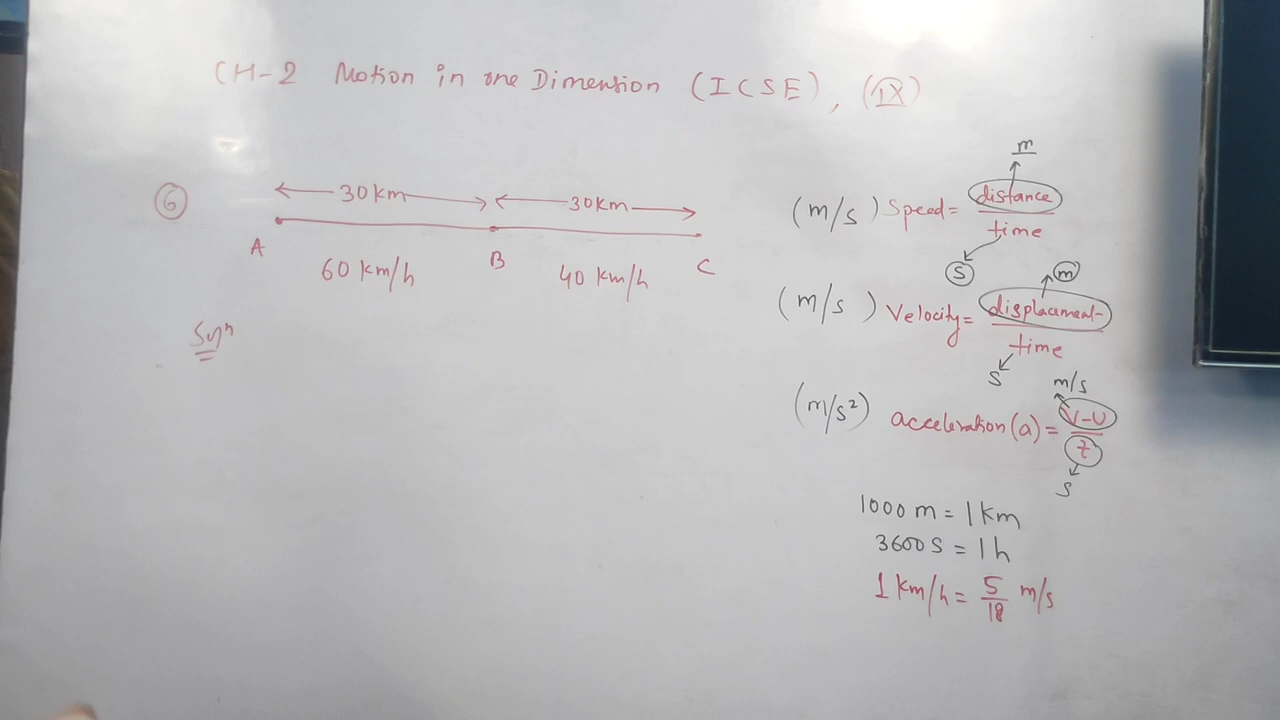 CH-2 Motion in one Dimension (ICSE), (IX)
6
30 km 30 km
A B C
60 km/h 40 km/h
Soln
m
(m/s) Speed = distance/time
s
m
(m/s) Velocity = displacement/time
s
m/s
(m/s²) acceleration (a) = V-U/t
s
1000 m = 1 km
3600 s = 1 h
1 km/h = 5/18 m/s